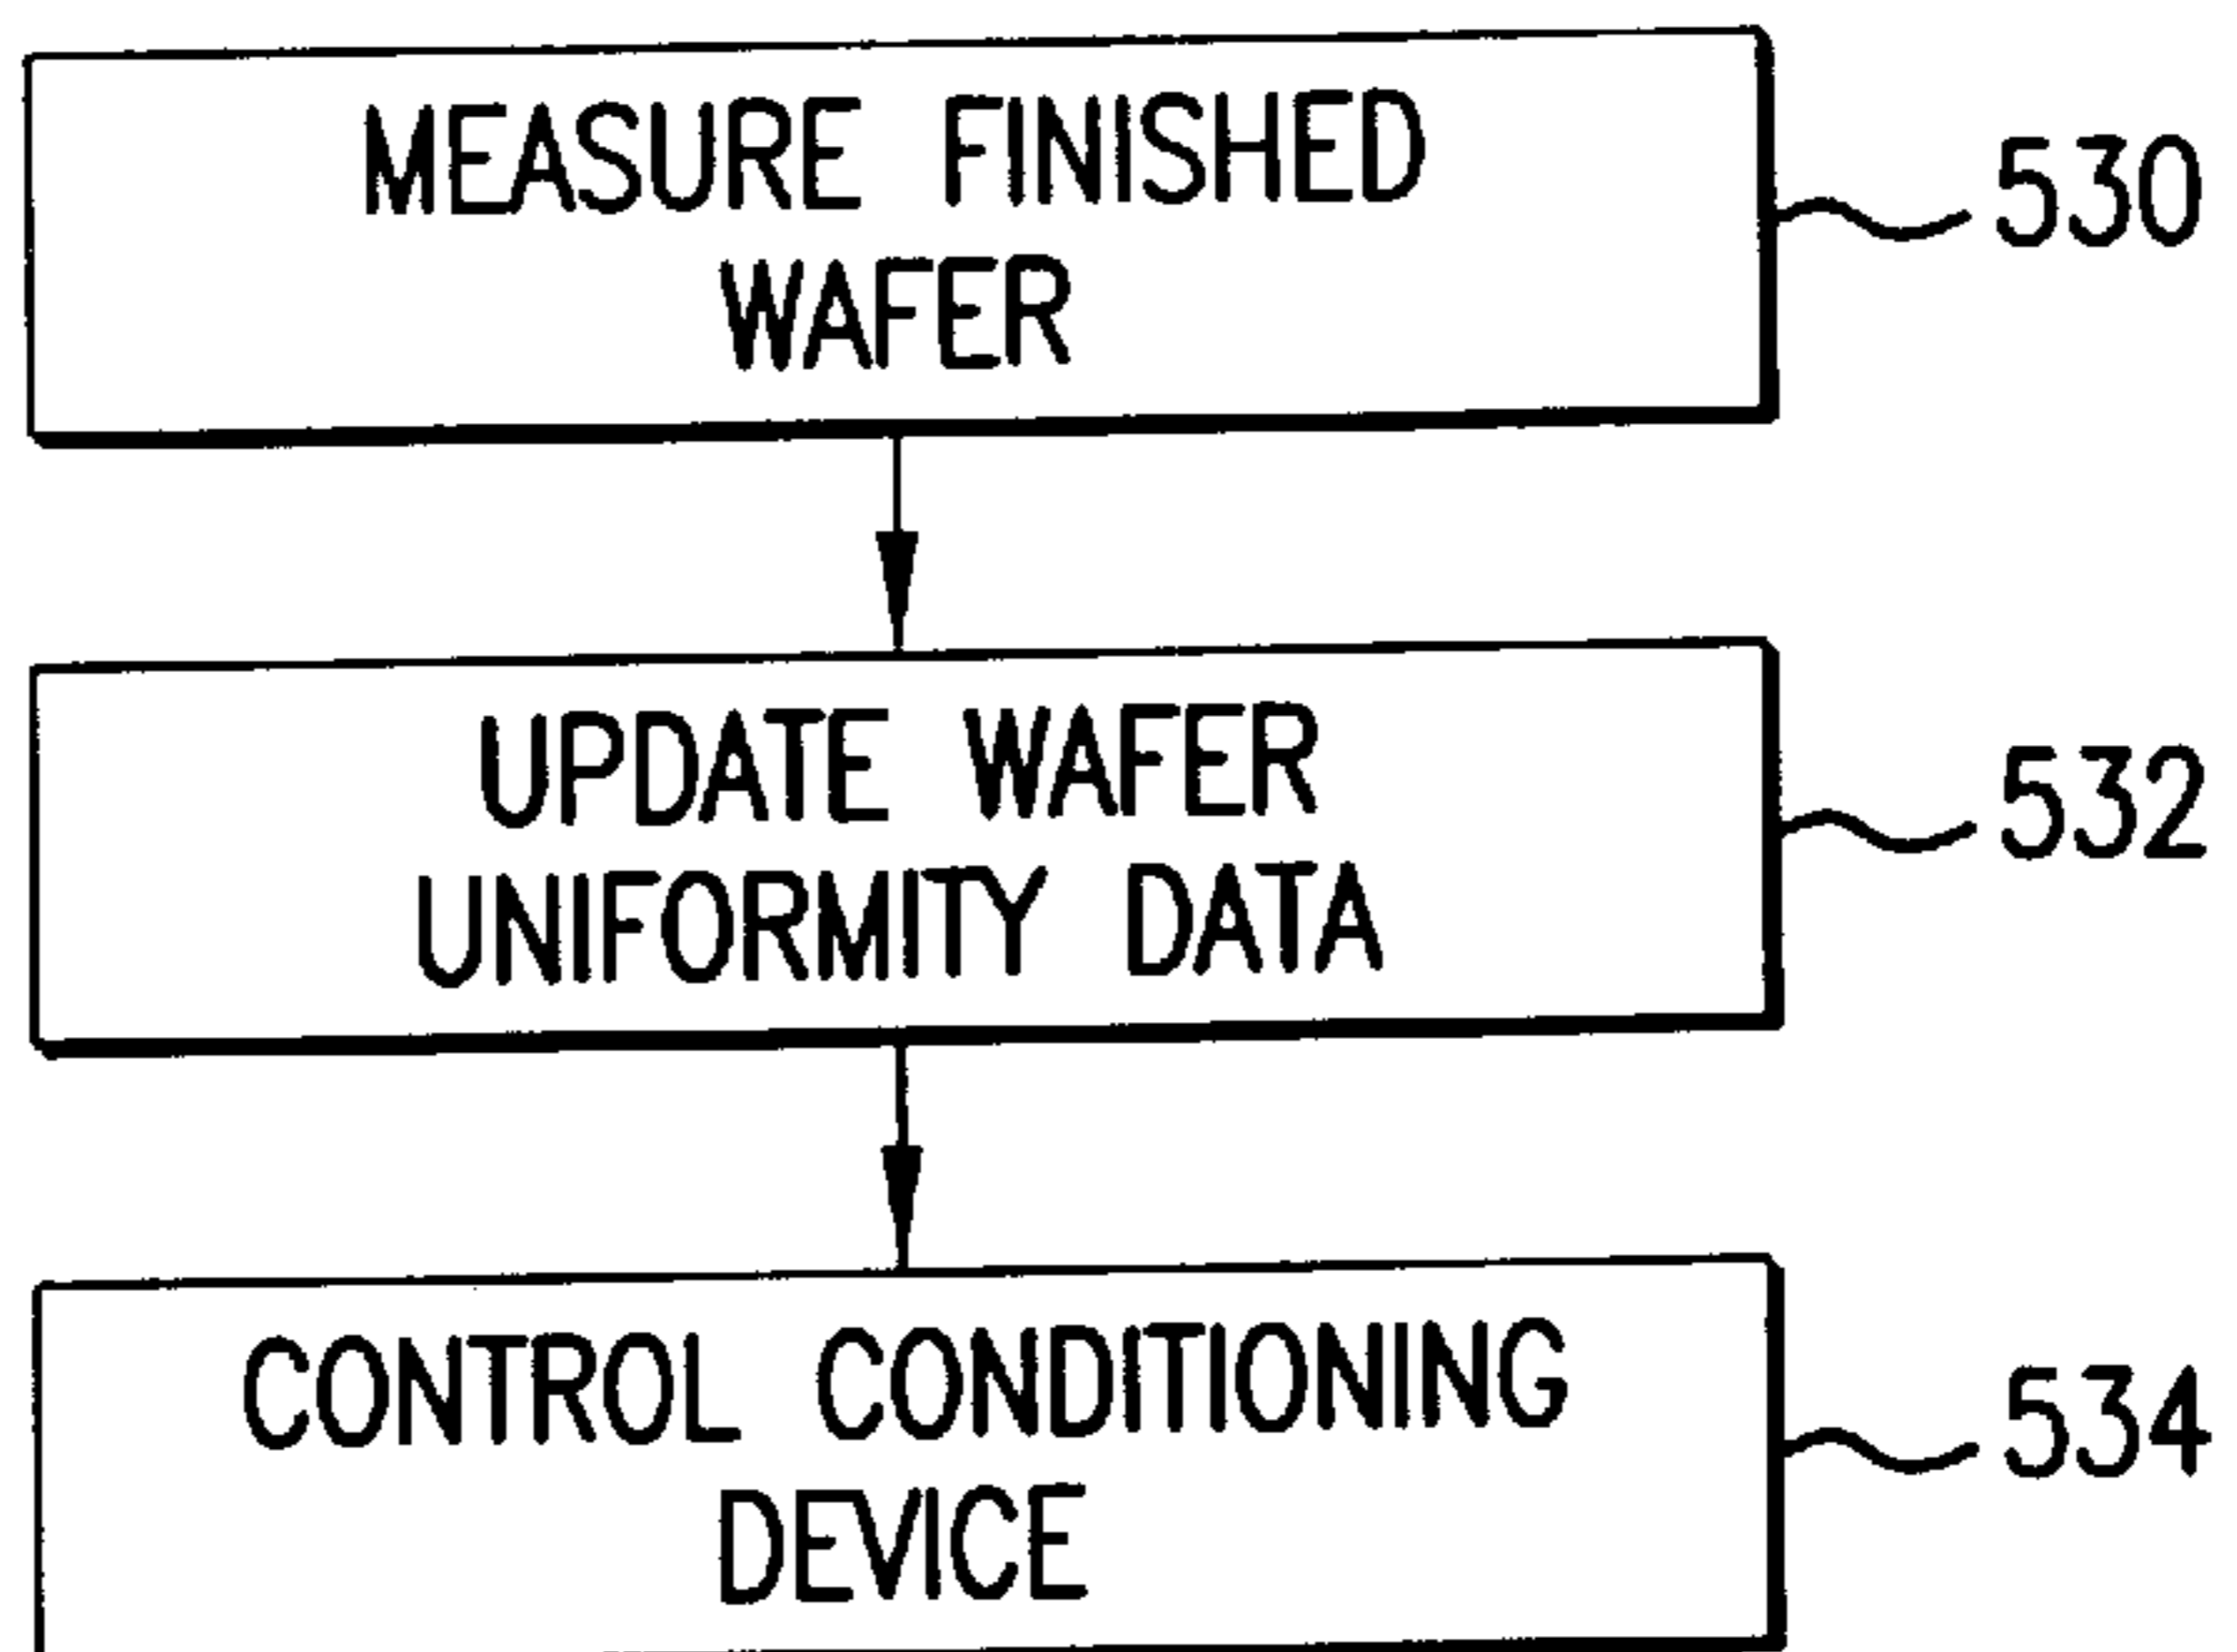 MEASURE FINISHED
WAFER
530
UPDATE WAFER
UNIFORMITY DATA
532
CONTROL CONDITIONING
DEVICE
534